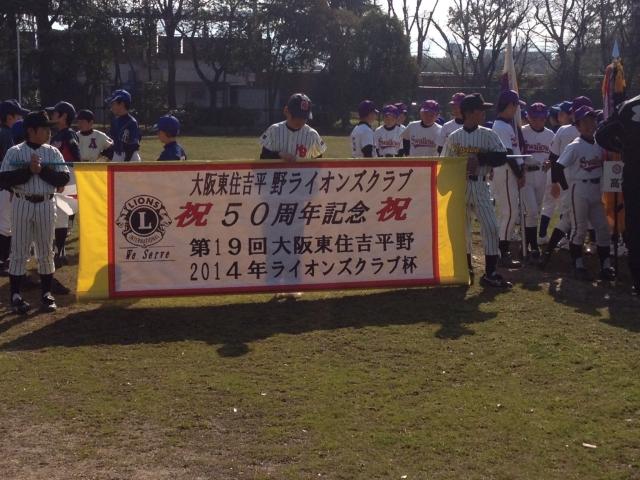 大阪東住吉平野ライオンズクラブ
祝50周年記念祝
第19回大阪東住吉平野
2014年ライオンズクラブ杯
LIONS
L
INTERNATIONAL
We Serve
A
Swallows